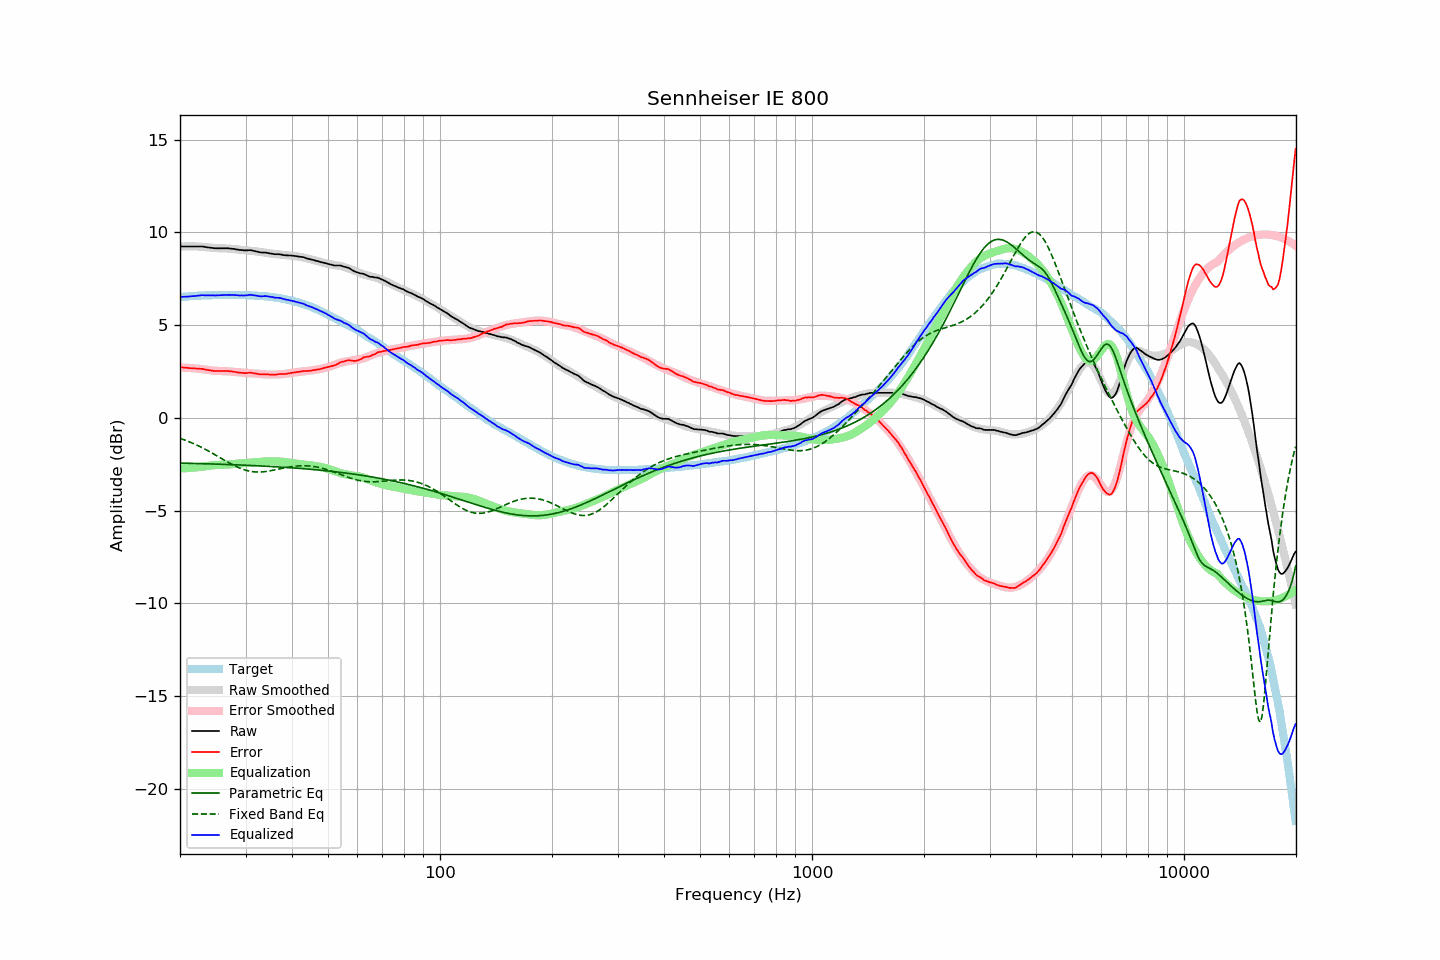 Sennheiser IE 800
15
10
5
0
−5
−10
−15
−20
Amplitude (dBr)
Target
Raw Smoothed
Error Smoothed
Raw
Error
Equalization
Parametric Eq
Fixed Band Eq
Equalized
100
1000
10000
Frequency (Hz)